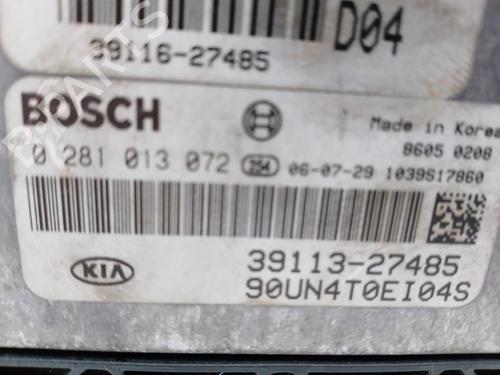 D04
39116-27485
BOSCH
Made in Korea
8605 0208
0 281 013 072 254 06-07-29 1039S17860
KIA
39113-27485
90UN4T0EI04S